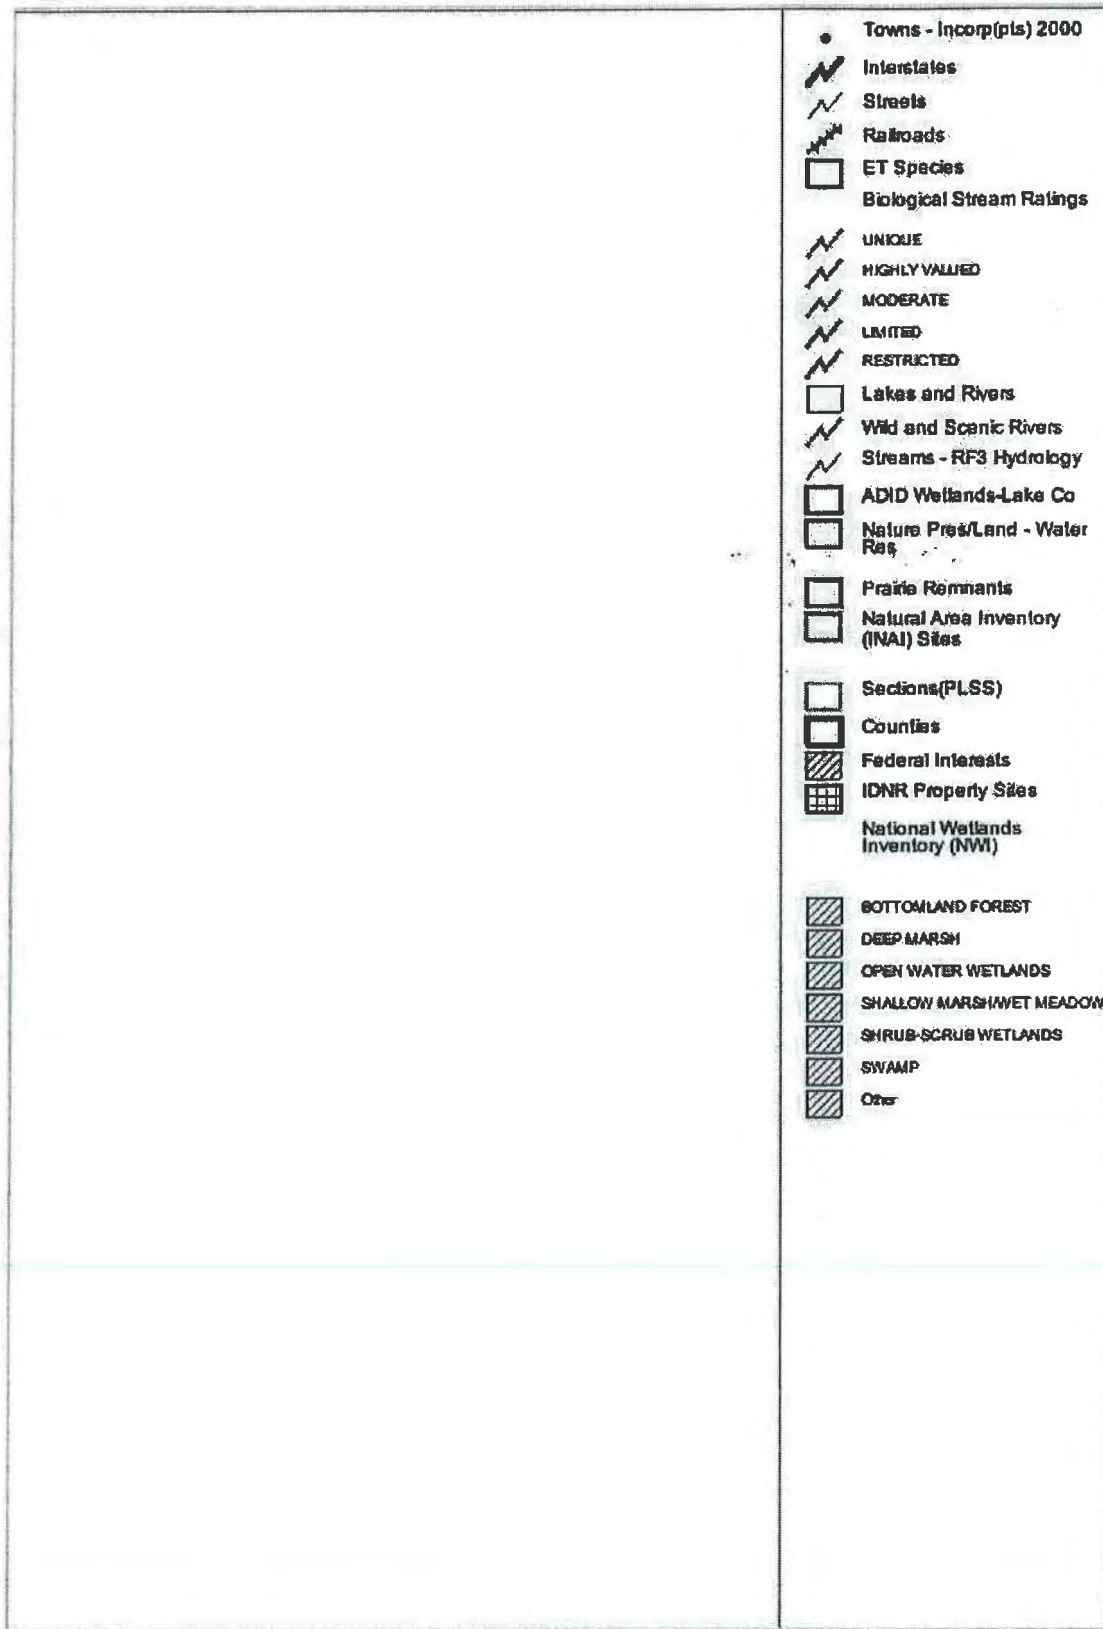 Towns - Incorp(pts) 2000
Interstates
Streets
Railroads
ET Species
Biological Stream Ratings
UNIQUE
HIGHLY VALUED
MODERATE
LIMITED
RESTRICTED
Lakes and Rivers
Wild and Scenic Rivers
Streams - RF3 Hydrology
ADID Wetlands-Lake Co
Nature Pres/Land - Water
Res
Prairie Remnants
Natural Area Inventory
(INAI) Sites
Sections(PLSS)
Counties
Federal Interests
IDNR Property Sites
National Wetlands
Inventory (NWI)
BOTTOMLAND FOREST
DEEP MARSH
OPEN WATER WETLANDS
SHALLOW MARSH/WET MEADOW
SHRUB-SCRUB WETLANDS
SWAMP
Other